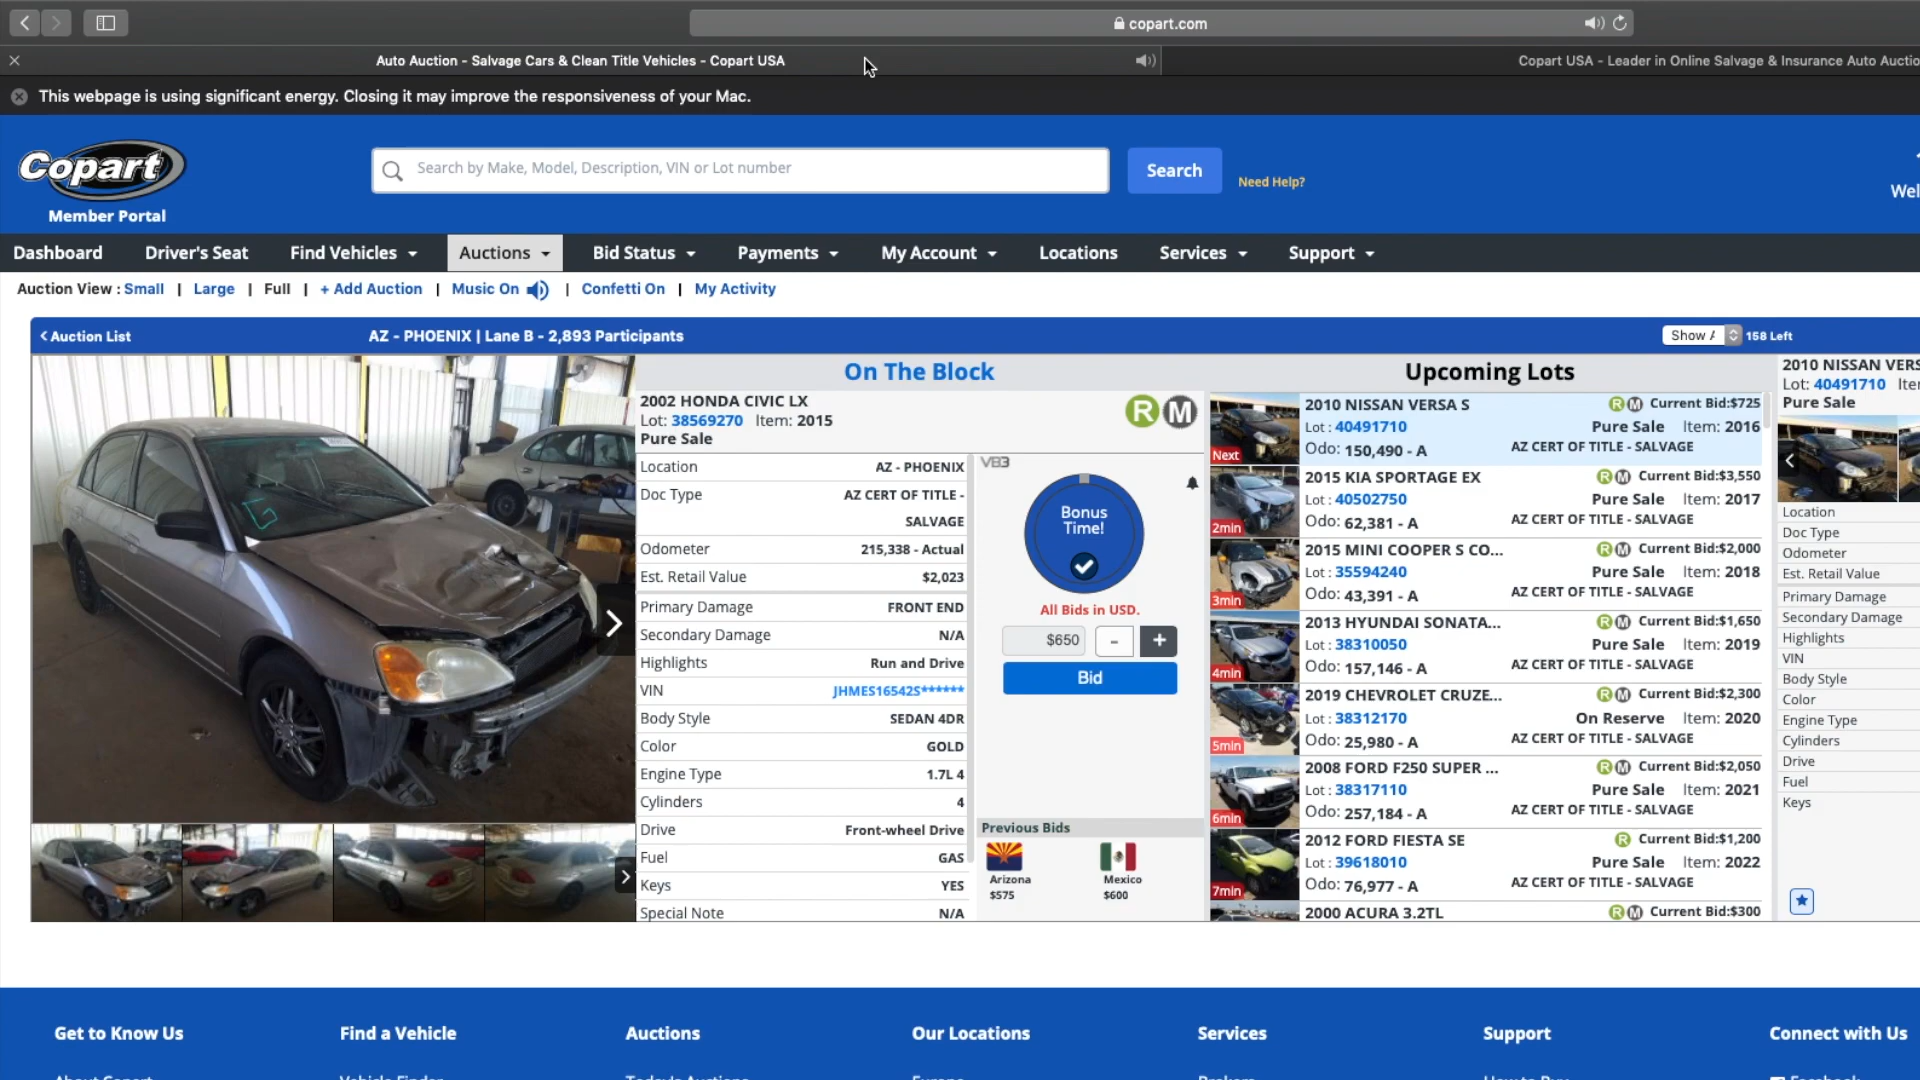 copart.com
Auto Auction - Salvage Cars & Clean Title Vehicles - Copart USA
Copart USA - Leader in Online Salvage & Insurance Auto Auctio
This webpage is using significant energy. Closing it may improve the responsiveness of your Mac.
Copart
Member Portal
Search by Make, Model, Description, VIN or Lot number
Search
Need Help?
Wel
Dashboard Driver's Seat Find Vehicles Auctions Bid Status Payments My Account Locations Services Support
Auction View : Small | Large | Full | + Add Auction | Music On | Confetti On | My Activity
< Auction List
AZ - PHOENIX | Lane B - 2,893 Participants
Show A
158 Left
On The Block
2002 HONDA CIVIC LX
Lot: 38569270 Item: 2015
Pure Sale
R M
Location AZ - PHOENIX
Doc Type AZ CERT OF TITLE -
SALVAGE
Odometer 215,338 - Actual
Est. Retail Value $2,023
Primary Damage FRONT END
Secondary Damage N/A
Highlights Run and Drive
VIN JHMES16542S******
Body Style SEDAN 4DR
Color GOLD
Engine Type 1.7L 4
Cylinders 4
Drive Front-wheel Drive
Fuel GAS
Keys YES
Special Note N/A
VB3
Bonus
Time!
All Bids in USD.
$650 - +
Bid
Previous Bids
Arizona
$575
Mexico
$600
Upcoming Lots
2010 NISSAN VERSA S R M Current Bid:$725
Lot : 40491710 Pure Sale Item: 2016
Odo: 150,490 - A AZ CERT OF TITLE - SALVAGE
Next
2015 KIA SPORTAGE EX R M Current Bid:$3,550
Lot : 40502750 Pure Sale Item: 2017
Odo: 62,381 - A AZ CERT OF TITLE - SALVAGE
2min
2015 MINI COOPER S CO... R M Current Bid:$2,000
Lot : 35594240 Pure Sale Item: 2018
Odo: 43,391 - A AZ CERT OF TITLE - SALVAGE
3min
2013 HYUNDAI SONATA... R M Current Bid:$1,650
Lot : 38310050 Pure Sale Item: 2019
Odo: 157,146 - A AZ CERT OF TITLE - SALVAGE
4min
2019 CHEVROLET CRUZE... R M Current Bid:$2,300
Lot : 38312170 On Reserve Item: 2020
Odo: 25,980 - A AZ CERT OF TITLE - SALVAGE
5min
2008 FORD F250 SUPER ... R M Current Bid:$2,050
Lot : 38317110 Pure Sale Item: 2021
Odo: 257,184 - A AZ CERT OF TITLE - SALVAGE
6min
2012 FORD FIESTA SE R Current Bid:$1,200
Lot : 39618010 Pure Sale Item: 2022
Odo: 76,977 - A AZ CERT OF TITLE - SALVAGE
7min
2000 ACURA 3.2TL R M Current Bid:$300
2010 NISSAN VERS
Lot: 40491710 Iter
Pure Sale
Location
Doc Type
Odometer
Est. Retail Value
Primary Damage
Secondary Damage
Highlights
VIN
Body Style
Color
Engine Type
Cylinders
Drive
Fuel
Keys
Get to Know Us Find a Vehicle Auctions Our Locations Services Support Connect with Us